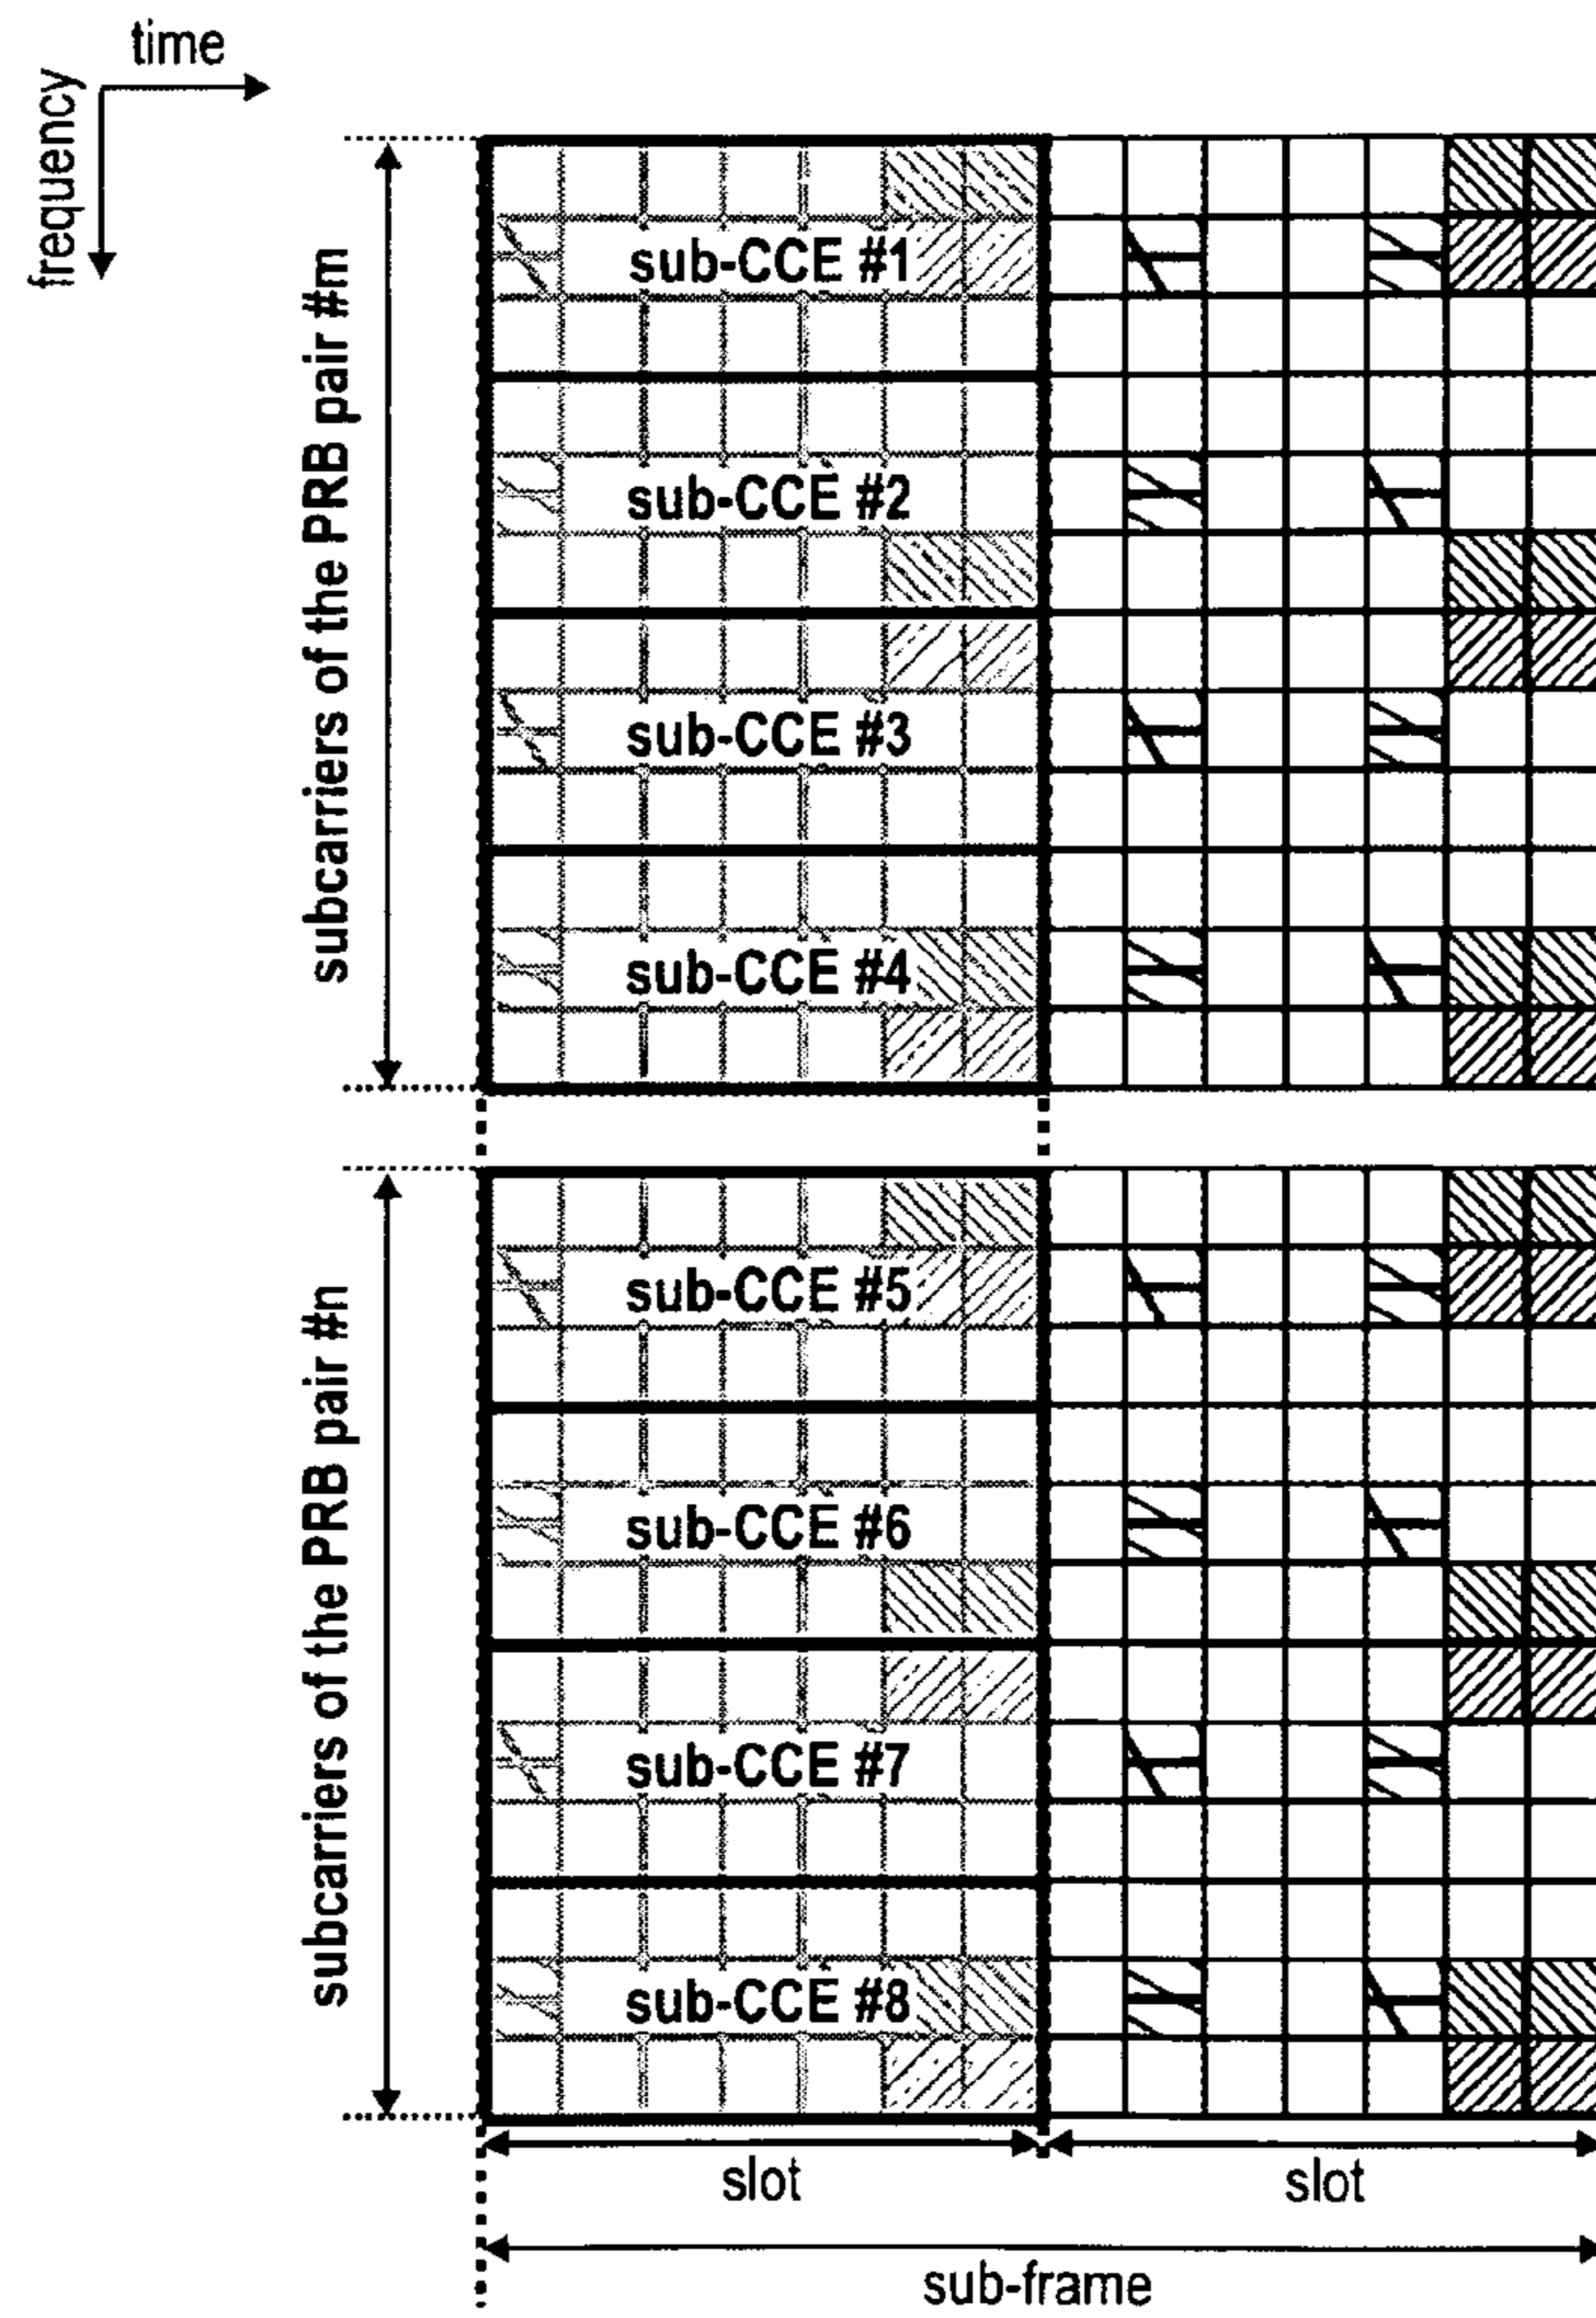 time
frequency
subcarriers of the PRB pair #m
sub-CCE #1
sub-CCE #2
sub-CCE #3
sub-CCE #4
subcarriers of the PRB pair #n
sub-CCE #5
sub-CCE #6
sub-CCE #7
sub-CCE #8
slot
slot
sub-frame